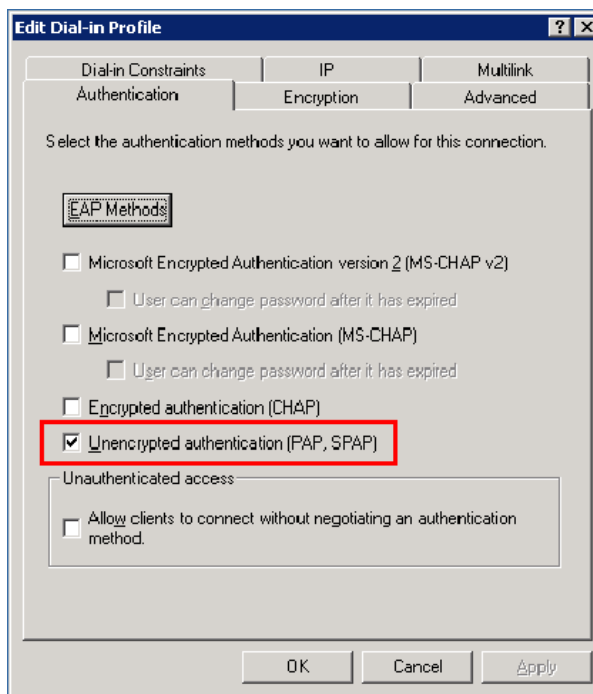 Edit Dial-in Profile
Dial-in Constraints IP Multilink
Authentication Encryption Advanced
Select the authentication methods you want to allow for this connection.
EAP Methods
Microsoft Encrypted Authentication version 2 (MS-CHAP v2)
User can change password after it has expired
Microsoft Encrypted Authentication (MS-CHAP)
User can change password after it has expired
Encrypted authentication (CHAP)
Unencrypted authentication (PAP, SPAP)
Unauthenticated access
Allow clients to connect without negotiating an authentication
method.
OK Cancel Apply